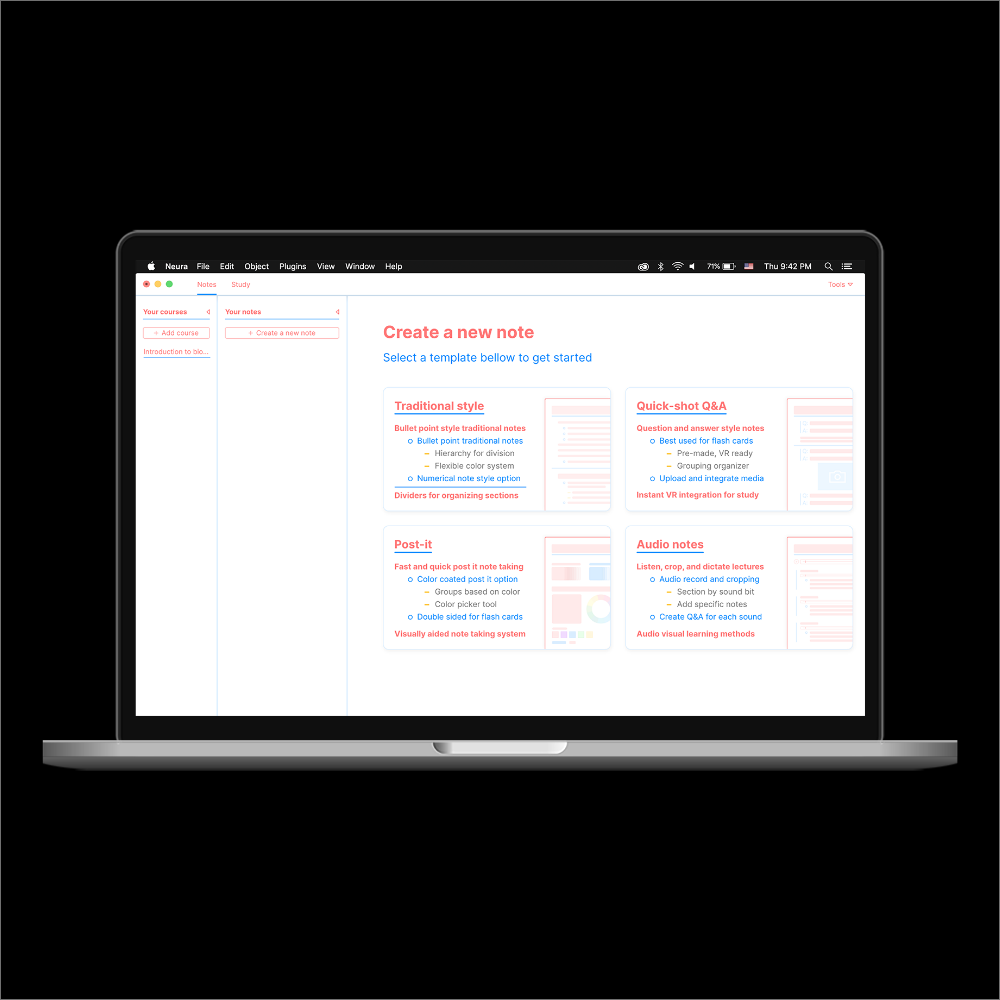 Neura File Edit Object Plugins View Window Help 71% Thu 9:42 PM
Notes Study Tools
Your courses
+ Add course
Introduction to bio...
Your notes
+ Create a new note
Create a new note
Select a template bellow to get started
Traditional style
Bullet point style traditional notes
Bullet point traditional notes
Hierarchy for division
Flexible color system
Numerical note style option
Dividers for organizing sections
Quick-shot Q&A
Question and answer style notes
Best used for flash cards
Pre-made, VR ready
Grouping organizer
Upload and integrate media
Instant VR integration for study
Post-it
Fast and quick post it note taking
Color coated post it option
Groups based on color
Color picker tool
Double sided for flash cards
Visually aided note taking system
Audio notes
Listen, crop, and dictate lectures
Audio record and cropping
Section by sound bit
Add specific notes
Create Q&A for each sound
Audio visual learning methods